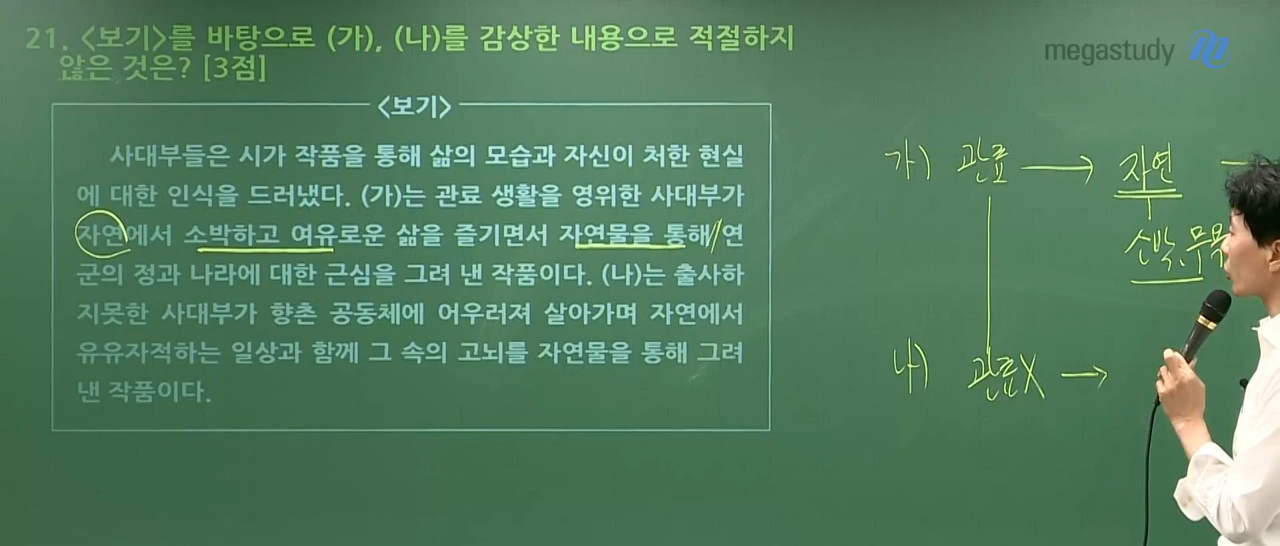 21. <보기>를 바탕으로 (가), (나)를 감상한 내용으로 적절하지
않은 것은? [3점]
megastudy
<보기>
사대부들은 시가 작품을 통해 삶의 모습과 자신이 처한 현실
에 대한 인식을 드러냈다. (가)는 관료 생활을 영위한 사대부가
자연에서 소박하고 여유로운 삶을 즐기면서 자연물을 통해 연
군의 정과 나라에 대한 근심을 그려 낸 작품이다. (나)는 출사하
지못한 사대부가 향촌 공동체에 어우러져 살아가며 자연에서
유유자적하는 일상과 함께 그 속의 고뇌를 자연물을 통해 그려
낸 작품이다.
가) 관료 → 자연
소박,
나) 관료X →